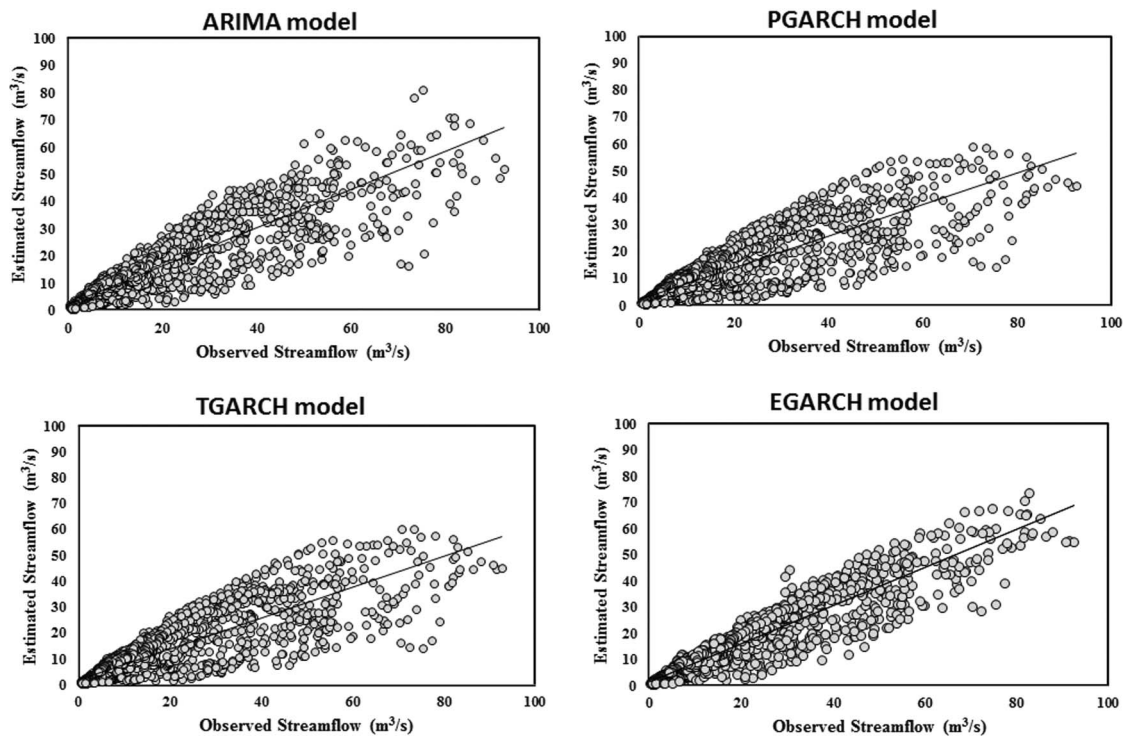 ARIMA model
Estimated Streamflow (m³/s)
100
90
80
70
60
50
40
30
20
10
0
0 20 40 60 80 100
Observed Streamflow (m³/s)
PGARCH model
Estimated Streamflow (m³/s)
100
90
80
70
60
50
40
30
20
10
0
0 20 40 60 80 100
Observed Streamflow (m³/s)
TGARCH model
Estimated Streamflow (m³/s)
100
90
80
70
60
50
40
30
20
10
0
0 20 40 60 80 100
Observed Streamflow (m³/s)
EGARCH model
Estimated Streamflow (m³/s)
100
90
80
70
60
50
40
30
20
10
0
0 20 40 60 80 100
Observed Streamflow (m³/s)